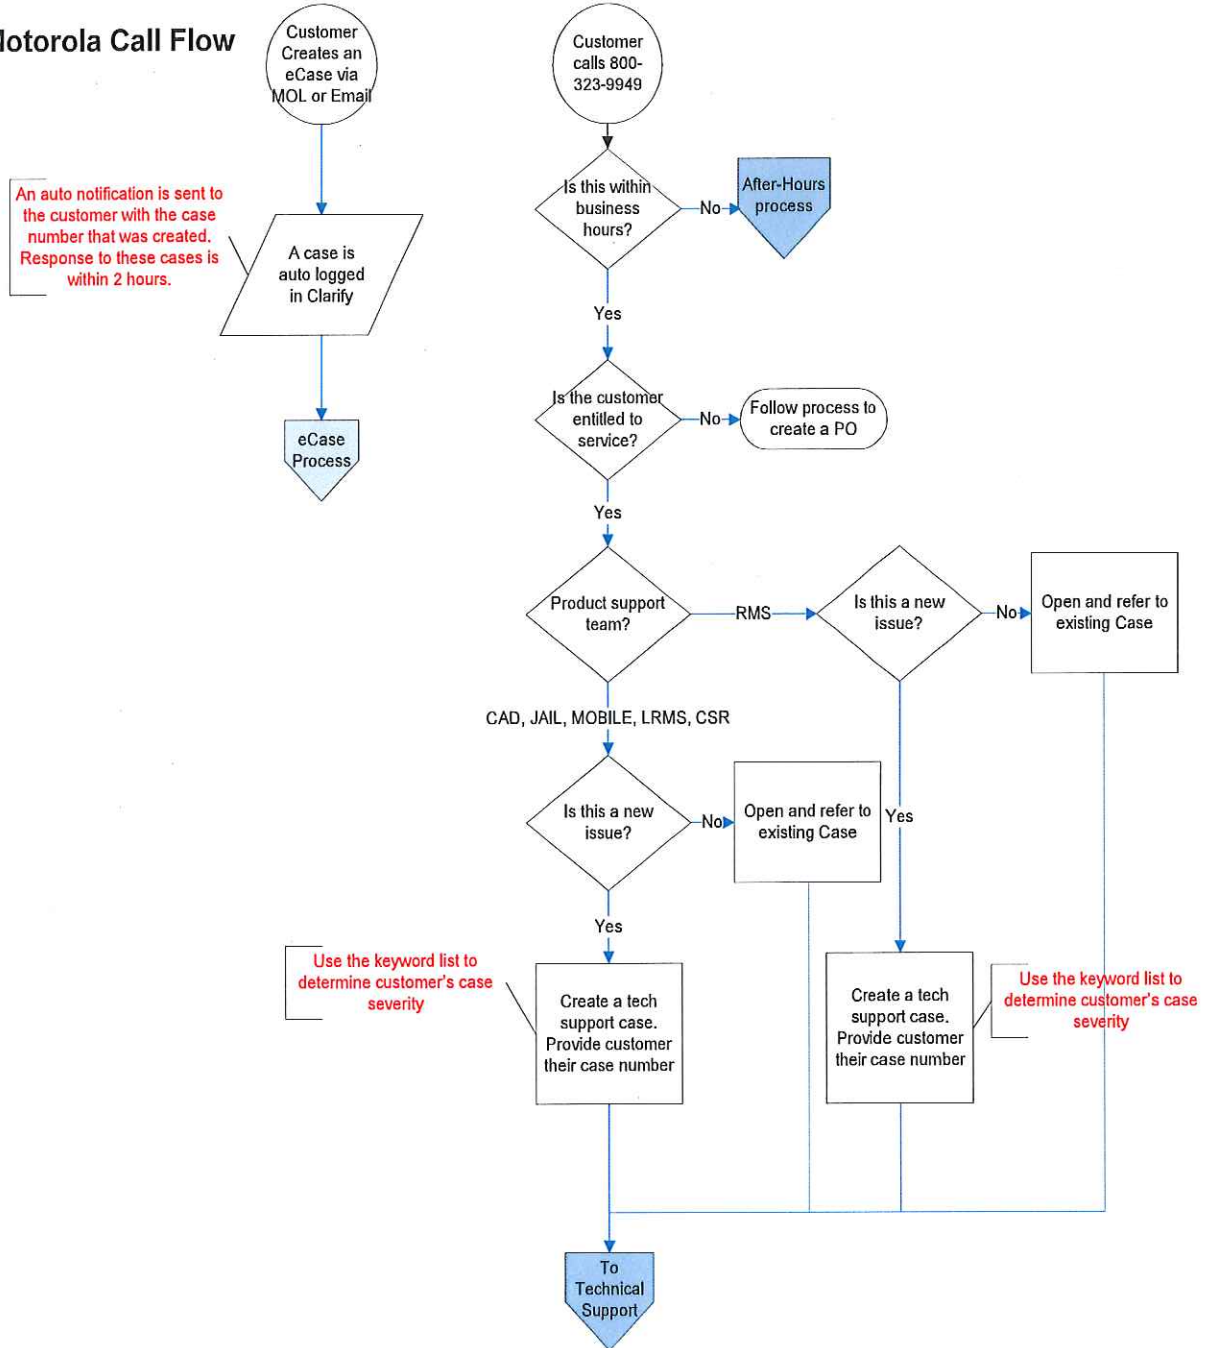 Motorola Call Flow
Customer
Creates an
eCase via
MOL or Email
An auto notification is sent to
the customer with the case
number that was created.
Response to these cases is
within 2 hours.
A case is
auto logged
in Clarify
eCase
Process
Customer
calls 800-
323-9949
Is this within
business
hours?
No
After-Hours
process
Yes
Is the customer
entitled to
service?
No
Follow process to
create a PO
Yes
Product support
team?
RMS
Is this a new
issue?
No
Open and refer to
existing Case
CAD, JAIL, MOBILE, LRMS, CSR
Is this a new
issue?
No
Open and refer to
existing Case
Yes
Yes
Use the keyword list to
determine customer's case
severity
Create a tech
support case.
Provide customer
their case number
Create a tech
support case.
Provide customer
their case number
Use the keyword list to
determine customer's case
severity
To
Technical
Support